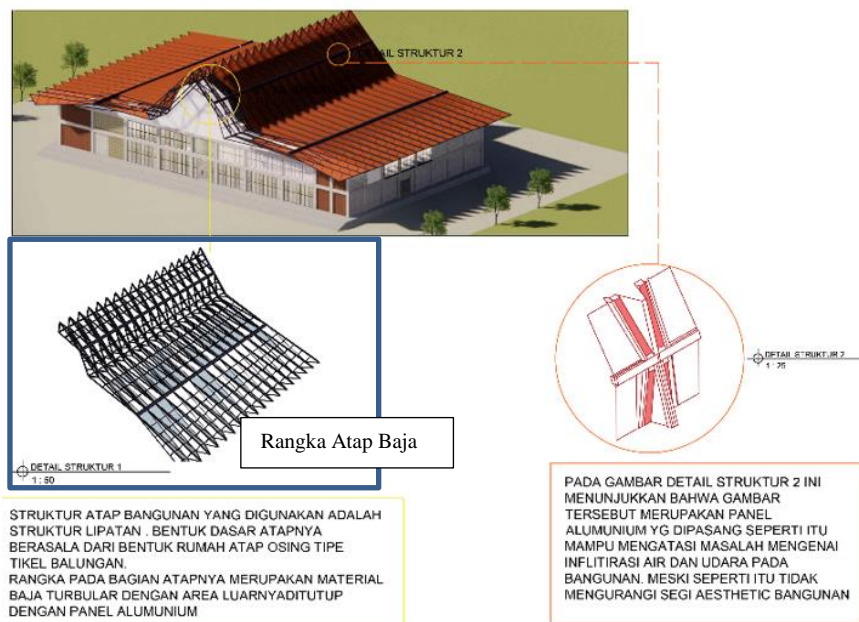 DETAIL STRUKTUR 2
DETAIL STRUKTUR 2
1 : 25
Rangka Atap Baja
DETAIL STRUKTUR 1
1 : 50
STRUKTUR ATAP BANGUNAN YANG DIGUNAKAN ADALAH
STRUKTUR LIPATAN . BENTUK DASAR ATAPNYA
BERASALA DARI BENTUK RUMAH ATAP OSING TIPE
TIKEL BALUNGAN.
RANGKA PADA BAGIAN ATAPNYA MERUPAKAN MATERIAL
BAJA TURBULAR DENGAN AREA LUARNYADITUTUP
DENGAN PANEL ALUMUNIUM
PADA GAMBAR DETAIL STRUKTUR 2 INI
MENUNJUKKAN BAHWA GAMBAR
TERSEBUT MERUPAKAN PANEL
ALUMUNIUM YG DIPASANG SEPERTI ITU
MAMPU MENGATASI MASALAH MENGENAI
INFLITIRASI AIR DAN UDARA PADA
BANGUNAN. MESKI SEPERTI ITU TIDAK
MENGURANGI SEGI AESTHETIC BANGUNAN